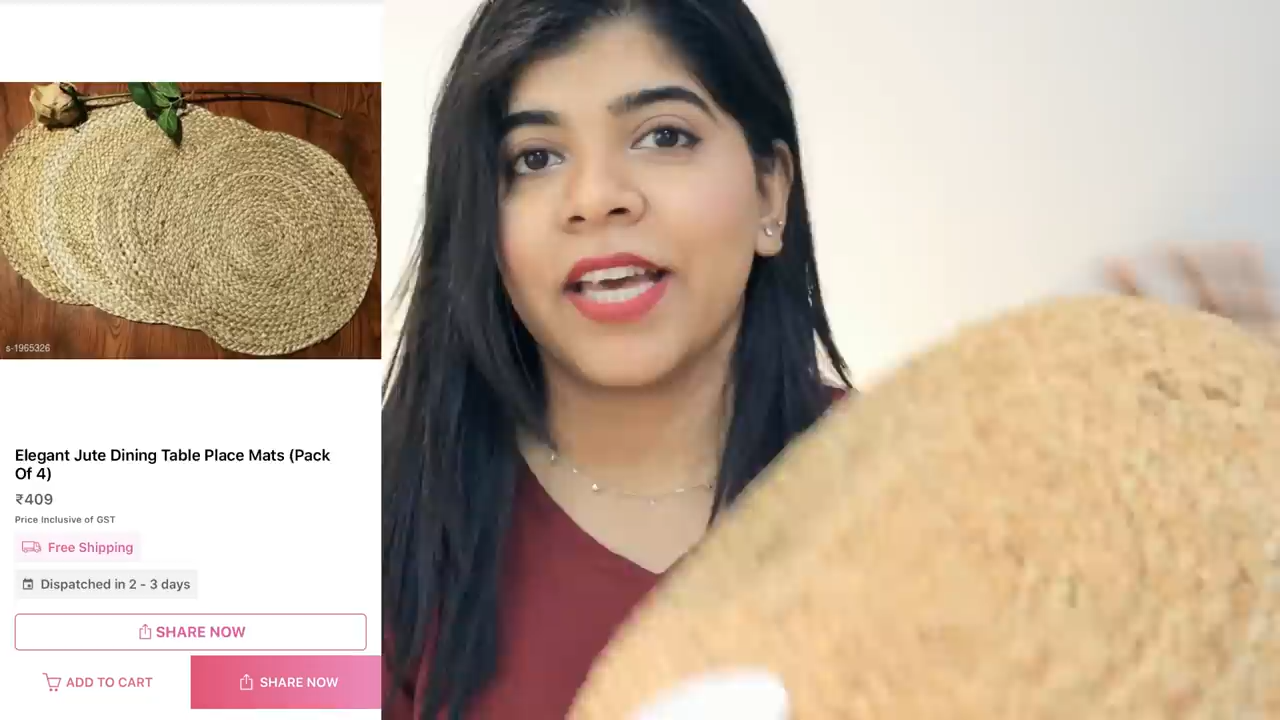 s-1965326
Elegant Jute Dining Table Place Mats (Pack
Of 4)
₹409
Price Inclusive of GST
Free Shipping
Dispatched in 2 - 3 days
SHARE NOW
ADD TO CART
SHARE NOW